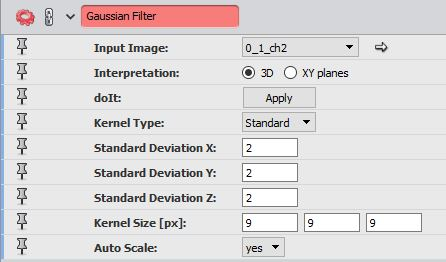 Gaussian Filter
Input Image: 0_1_ch2
Interpretation: 3D XY planes
doIt: Apply
Kernel Type: Standard
Standard Deviation X: 2
Standard Deviation Y: 2
Standard Deviation Z: 2
Kernel Size [px]: 9 9 9
Auto Scale: yes